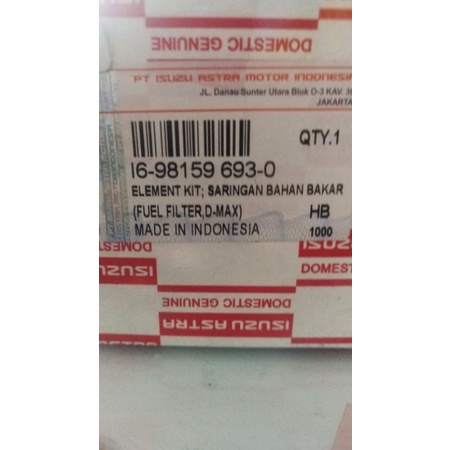 DOMESTIC GENUINE
PT ISUZU ASTRA MOTOR INDONESIA
JL. Danau Sunter Utara Blok O-3 KAV. 30
JAKARTA
QTY.1
I6-98159 693-0
ELEMENT KIT; SARINGAN BAHAN BAKAR
(FUEL FILTER,D-MAX) HB
MADE IN INDONESIA 1000
ISUZU
DOMEST
DOMESTIC GENUINE
ISUZU ASTRA